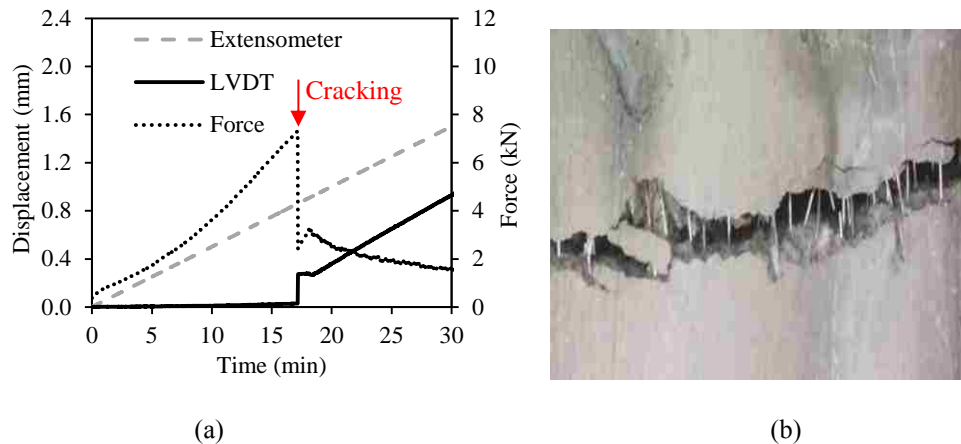 2.4
2.0
1.6
1.2
0.8
0.4
0.0
Displacement (mm)
12
10
8
6
4
2
0
Force (kN)
Extensometer
LVDT
Force
Cracking
0 5 10 15 20 25 30
Time (min)
(a)
(b)